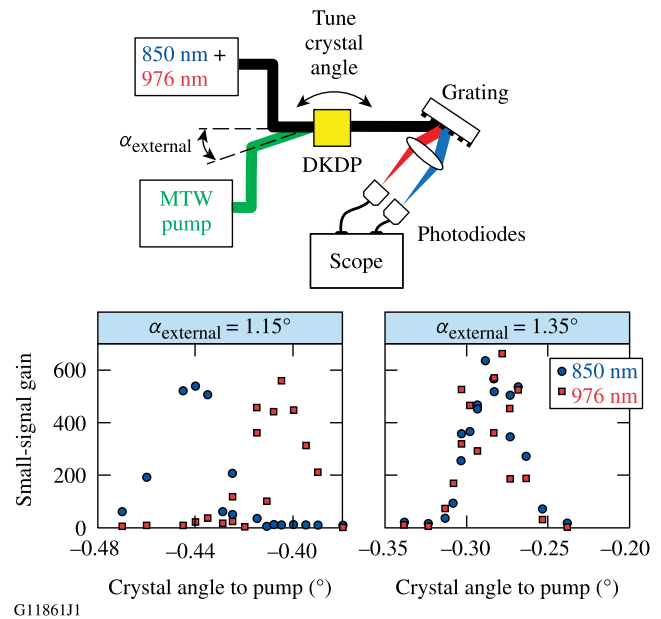 Tune
crystal
angle
850 nm +
976 nm
Grating
αexternal
DKDP
MTW
pump
Photodiodes
Scope
αexternal = 1.15°
αexternal = 1.35°
Small-signal gain
600
400
200
0
850 nm
976 nm
−0.48
−0.44
−0.40
−0.35
−0.30
−0.25
−0.20
Crystal angle to pump (°)
Crystal angle to pump (°)
G11861J1